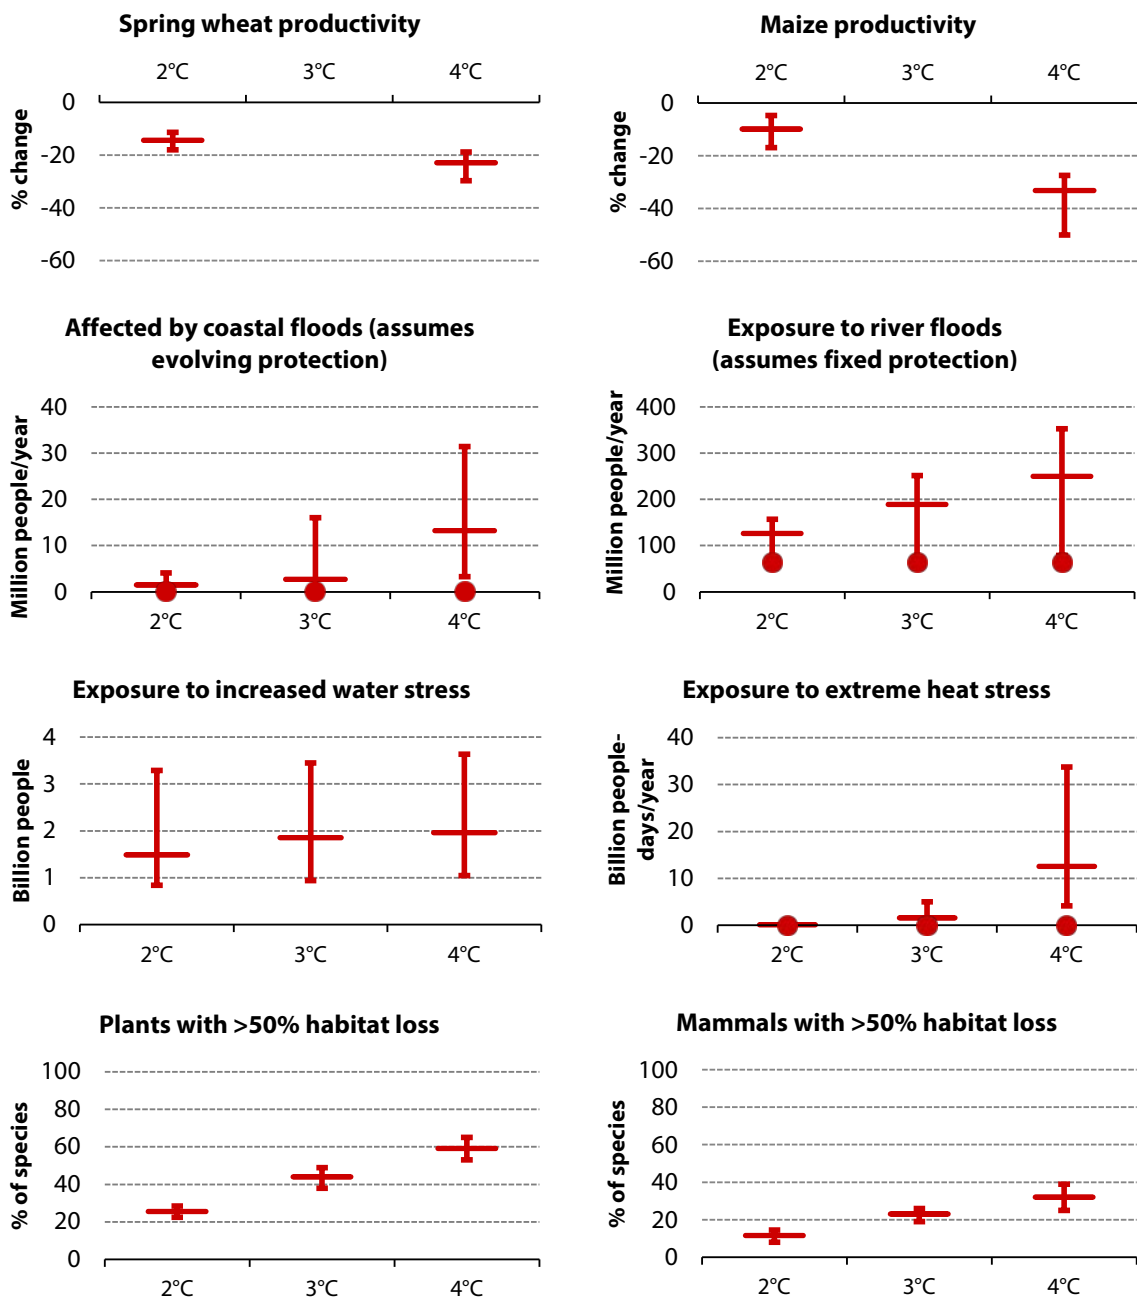 Spring wheat productivity
2°C 3°C 4°C
0
-20
-40
-60
% change
Maize productivity
2°C 3°C 4°C
0
-20
-40
-60
% change
Affected by coastal floods (assumes
evolving protection)
40
30
20
10
0
Million people/year
2°C 3°C 4°C
Exposure to river floods
(assumes fixed protection)
400
300
200
100
0
Million people/year
2°C 3°C 4°C
Exposure to increased water stress
4
3
2
1
0
Billion people
2°C 3°C 4°C
Exposure to extreme heat stress
40
30
20
10
0
Billion people-
days/year
2°C 3°C 4°C
Plants with >50% habitat loss
100
80
60
40
20
0
% of species
2°C 3°C 4°C
Mammals with >50% habitat loss
100
80
60
40
20
0
% of species
2°C 3°C 4°C